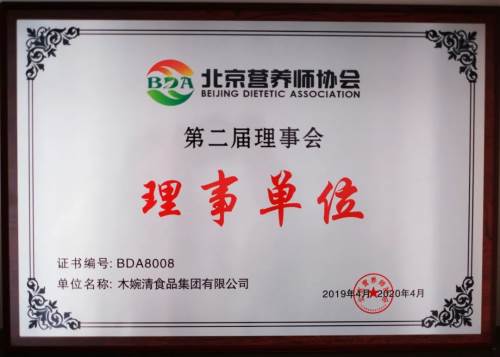 BDA
北京营养师协会
BEIJING DIETETIC ASSOCIATION
第二届理事会
理事单位
证书编号: BDA8008
单位名称: 木婉清食品集团有限公司
2019年4月 2020年4月